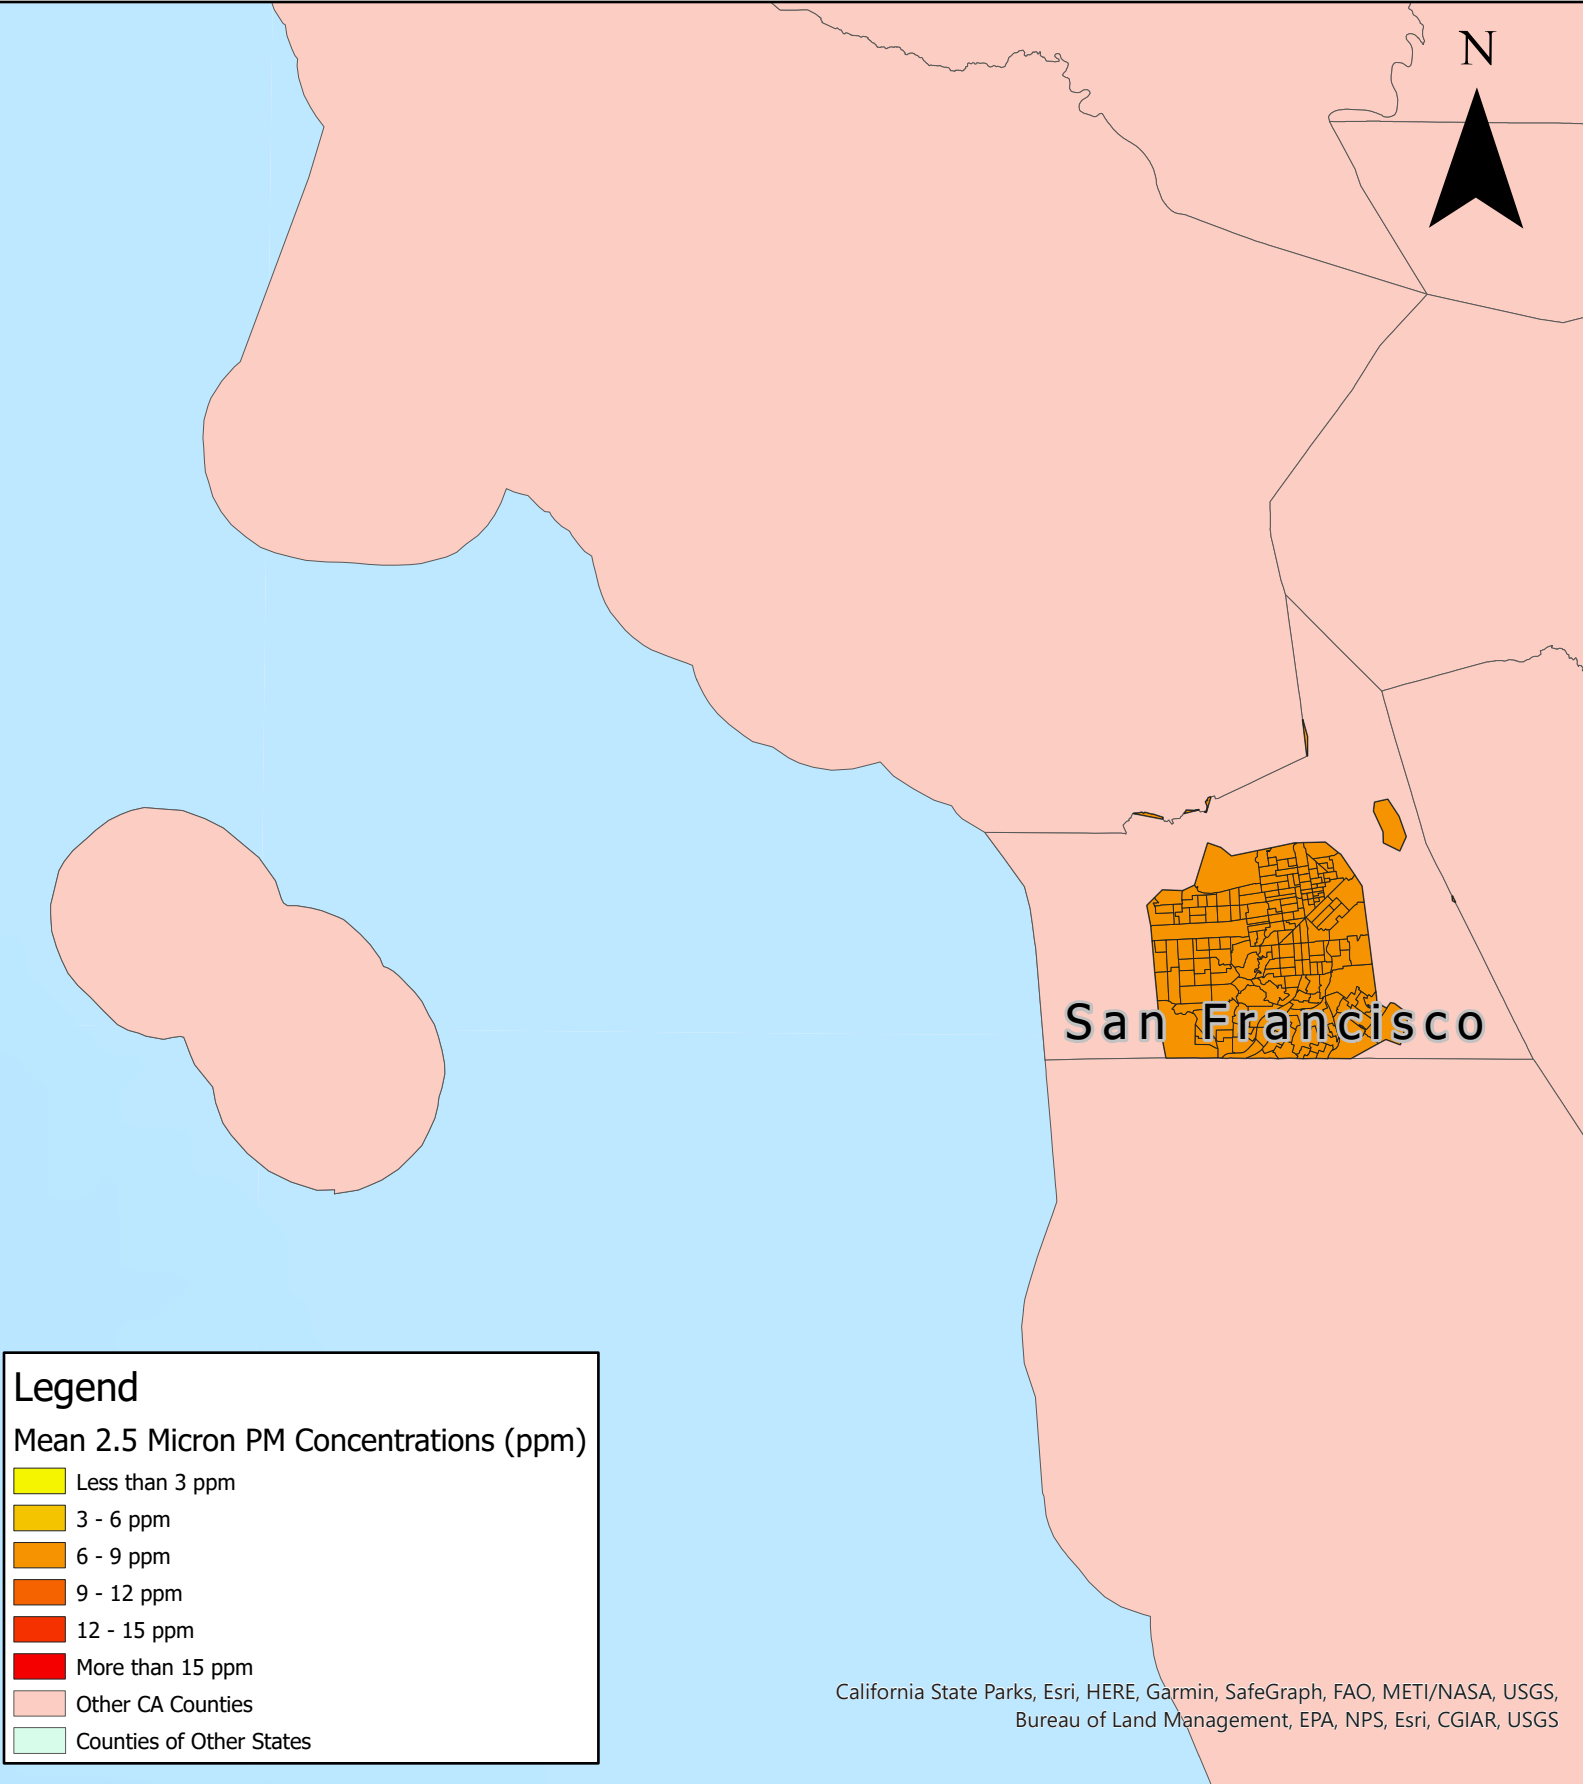 N
San Francisco
Legend
Mean 2.5 Micron PM Concentrations (ppm)
Less than 3 ppm
3 - 6 ppm
6 - 9 ppm
9 - 12 ppm
12 - 15 ppm
More than 15 ppm
Other CA Counties
Counties of Other States
California State Parks, Esri, HERE, Garmin, SafeGraph, FAO, METI/NASA, USGS,
Bureau of Land Management, EPA, NPS, Esri, CGIAR, USGS